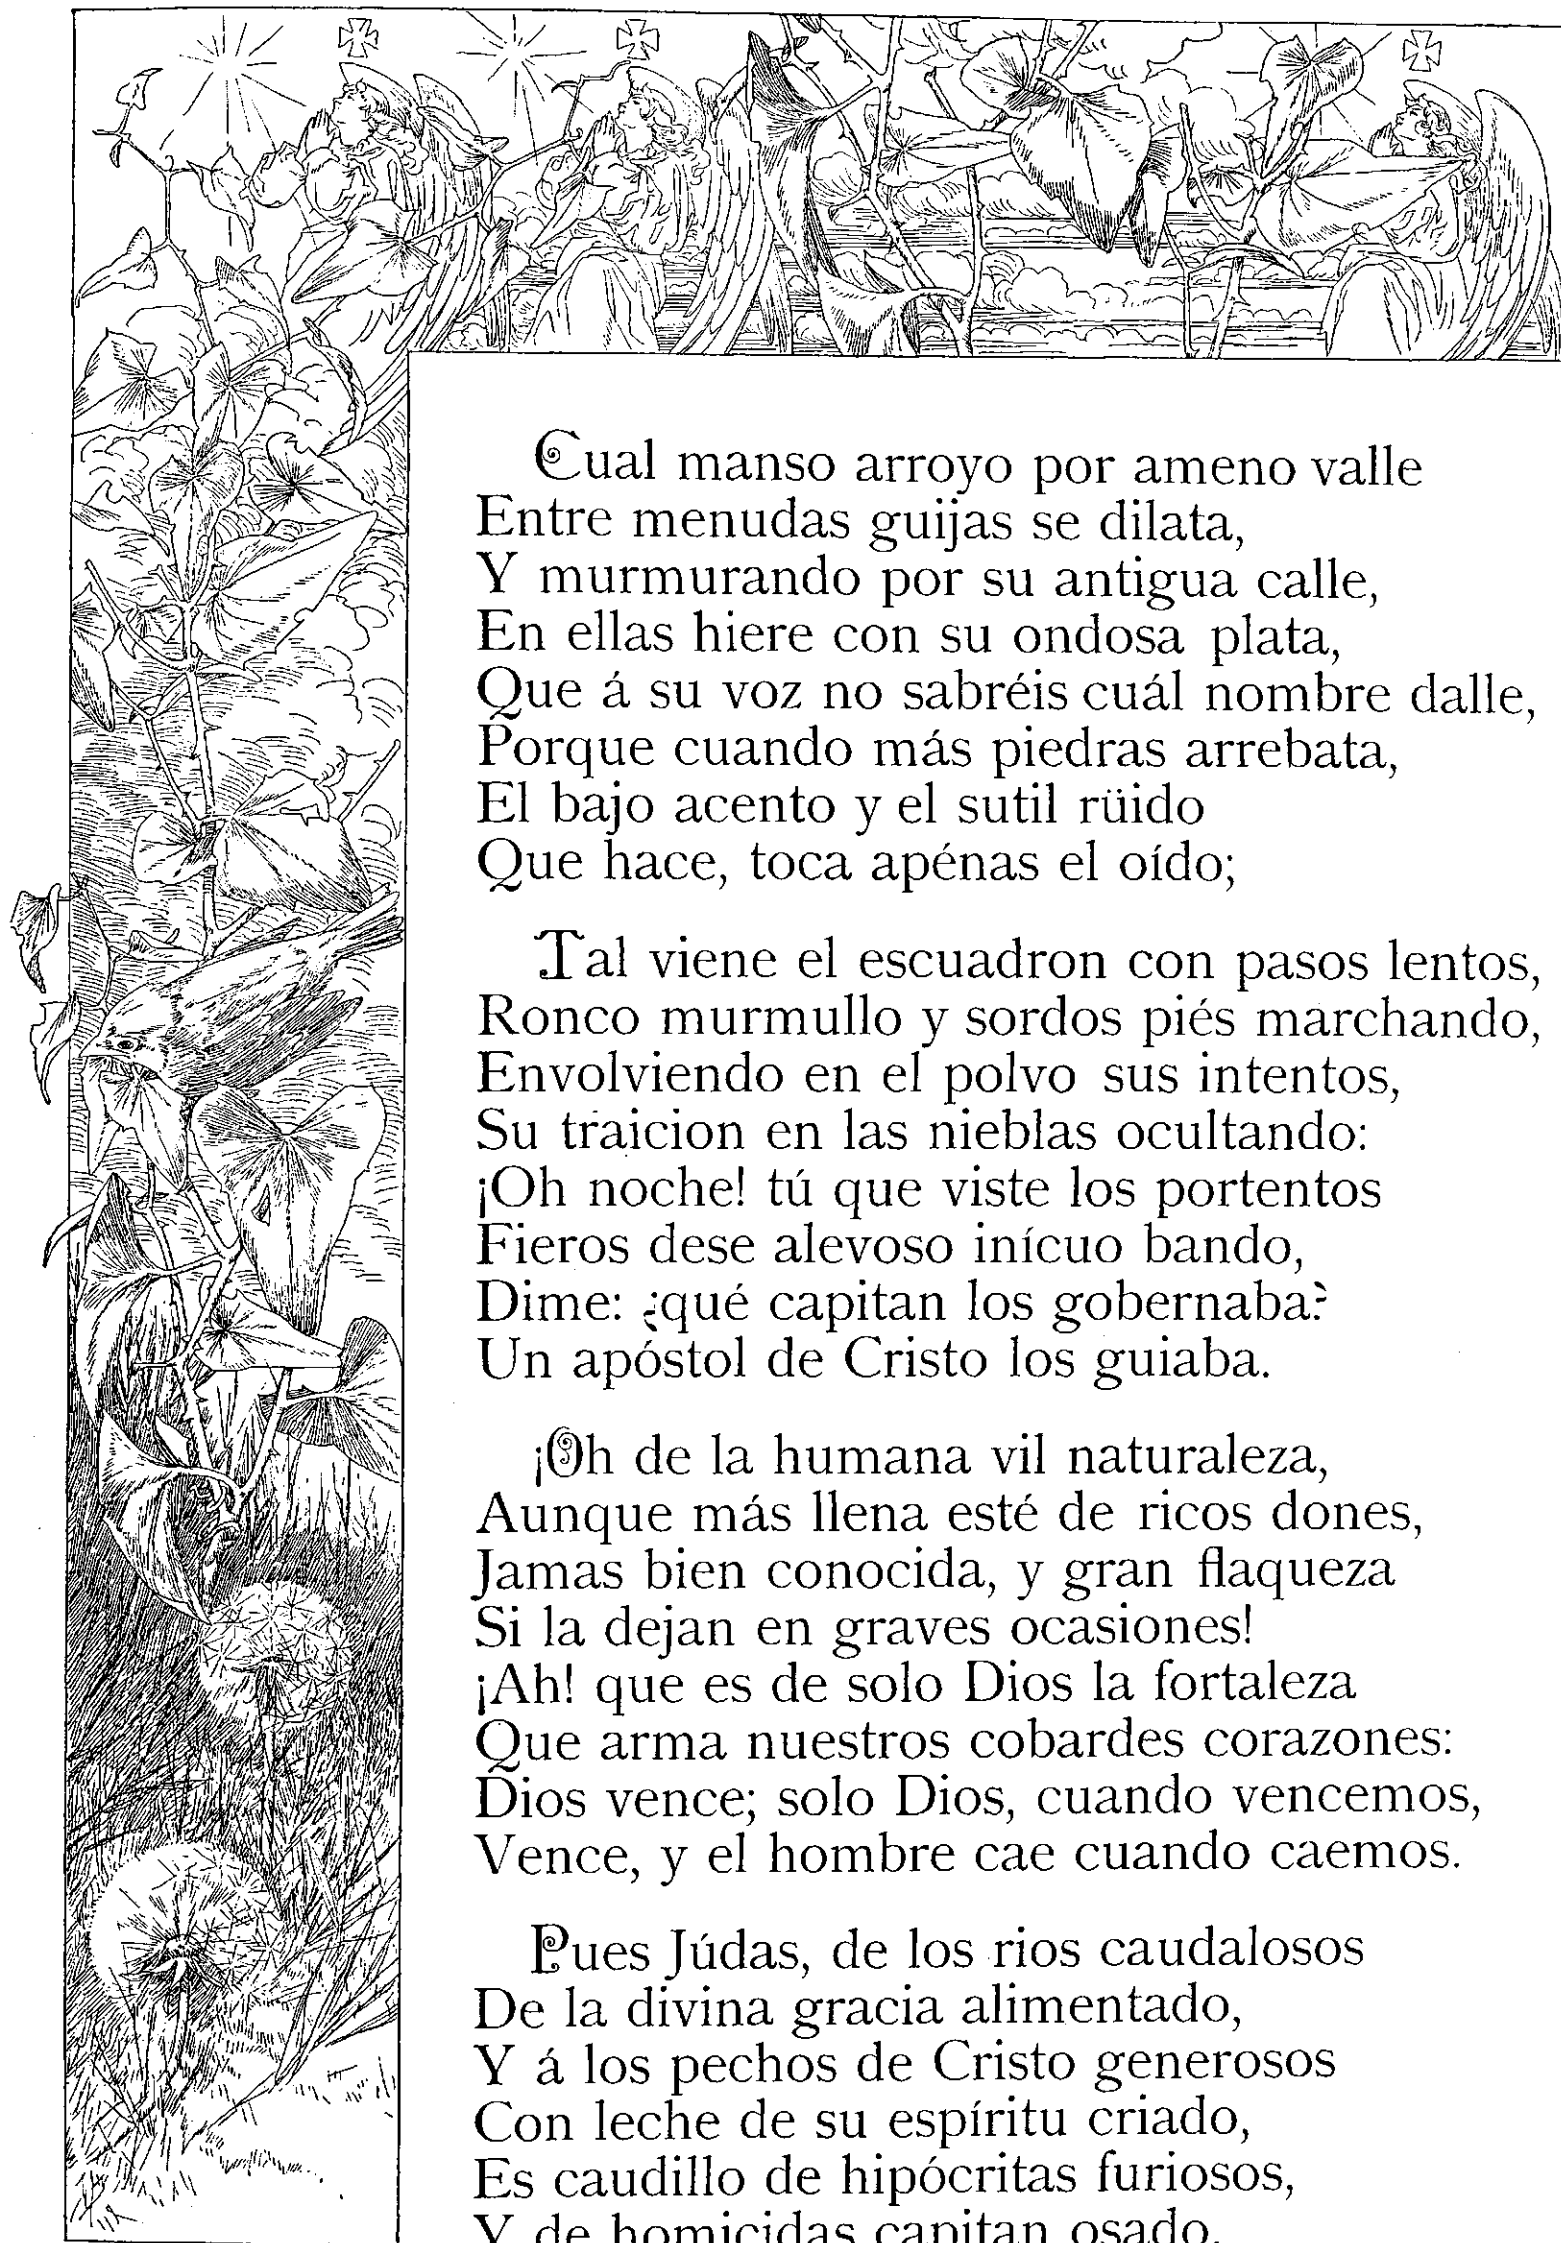 Cual manso arroyo por ameno valle
Entre menudas guijas se dilata,
Y murmurando por su antigua calle,
En ellas hiere con su ondosa plata,
Que á su voz no sabréis cuál nombre dalle,
Porque cuando más piedras arrebata,
El bajo acento y el sutil rüido
Que hace, toca apénas el oído;
Tal viene el escuadron con pasos lentos,
Ronco murmullo y sordos piés marchando,
Envolviendo en el polvo sus intentos,
Su traicion en las nieblas ocultando:
¡Oh noche! tú que viste los portentos
Fieros dese alevoso inícuo bando,
Dime: ¿qué capitan los gobernaba?
Un apóstol de Cristo los guiaba.
¡Oh de la humana vil naturaleza,
Aunque más llena esté de ricos dones,
Jamas bien conocida, y gran flaqueza
Si la dejan en graves ocasiones!
¡Ah! que es de solo Dios la fortaleza
Que arma nuestros cobardes corazones:
Dios vence; solo Dios, cuando vencemos,
Vence, y el hombre cae cuando caemos.
Pues Júdas, de los rios caudalosos
De la divina gracia alimentado,
Y á los pechos de Cristo generosos
Con leche de su espíritu criado,
Es caudillo de hipócritas furiosos,
Y de homicidas capitan osado.